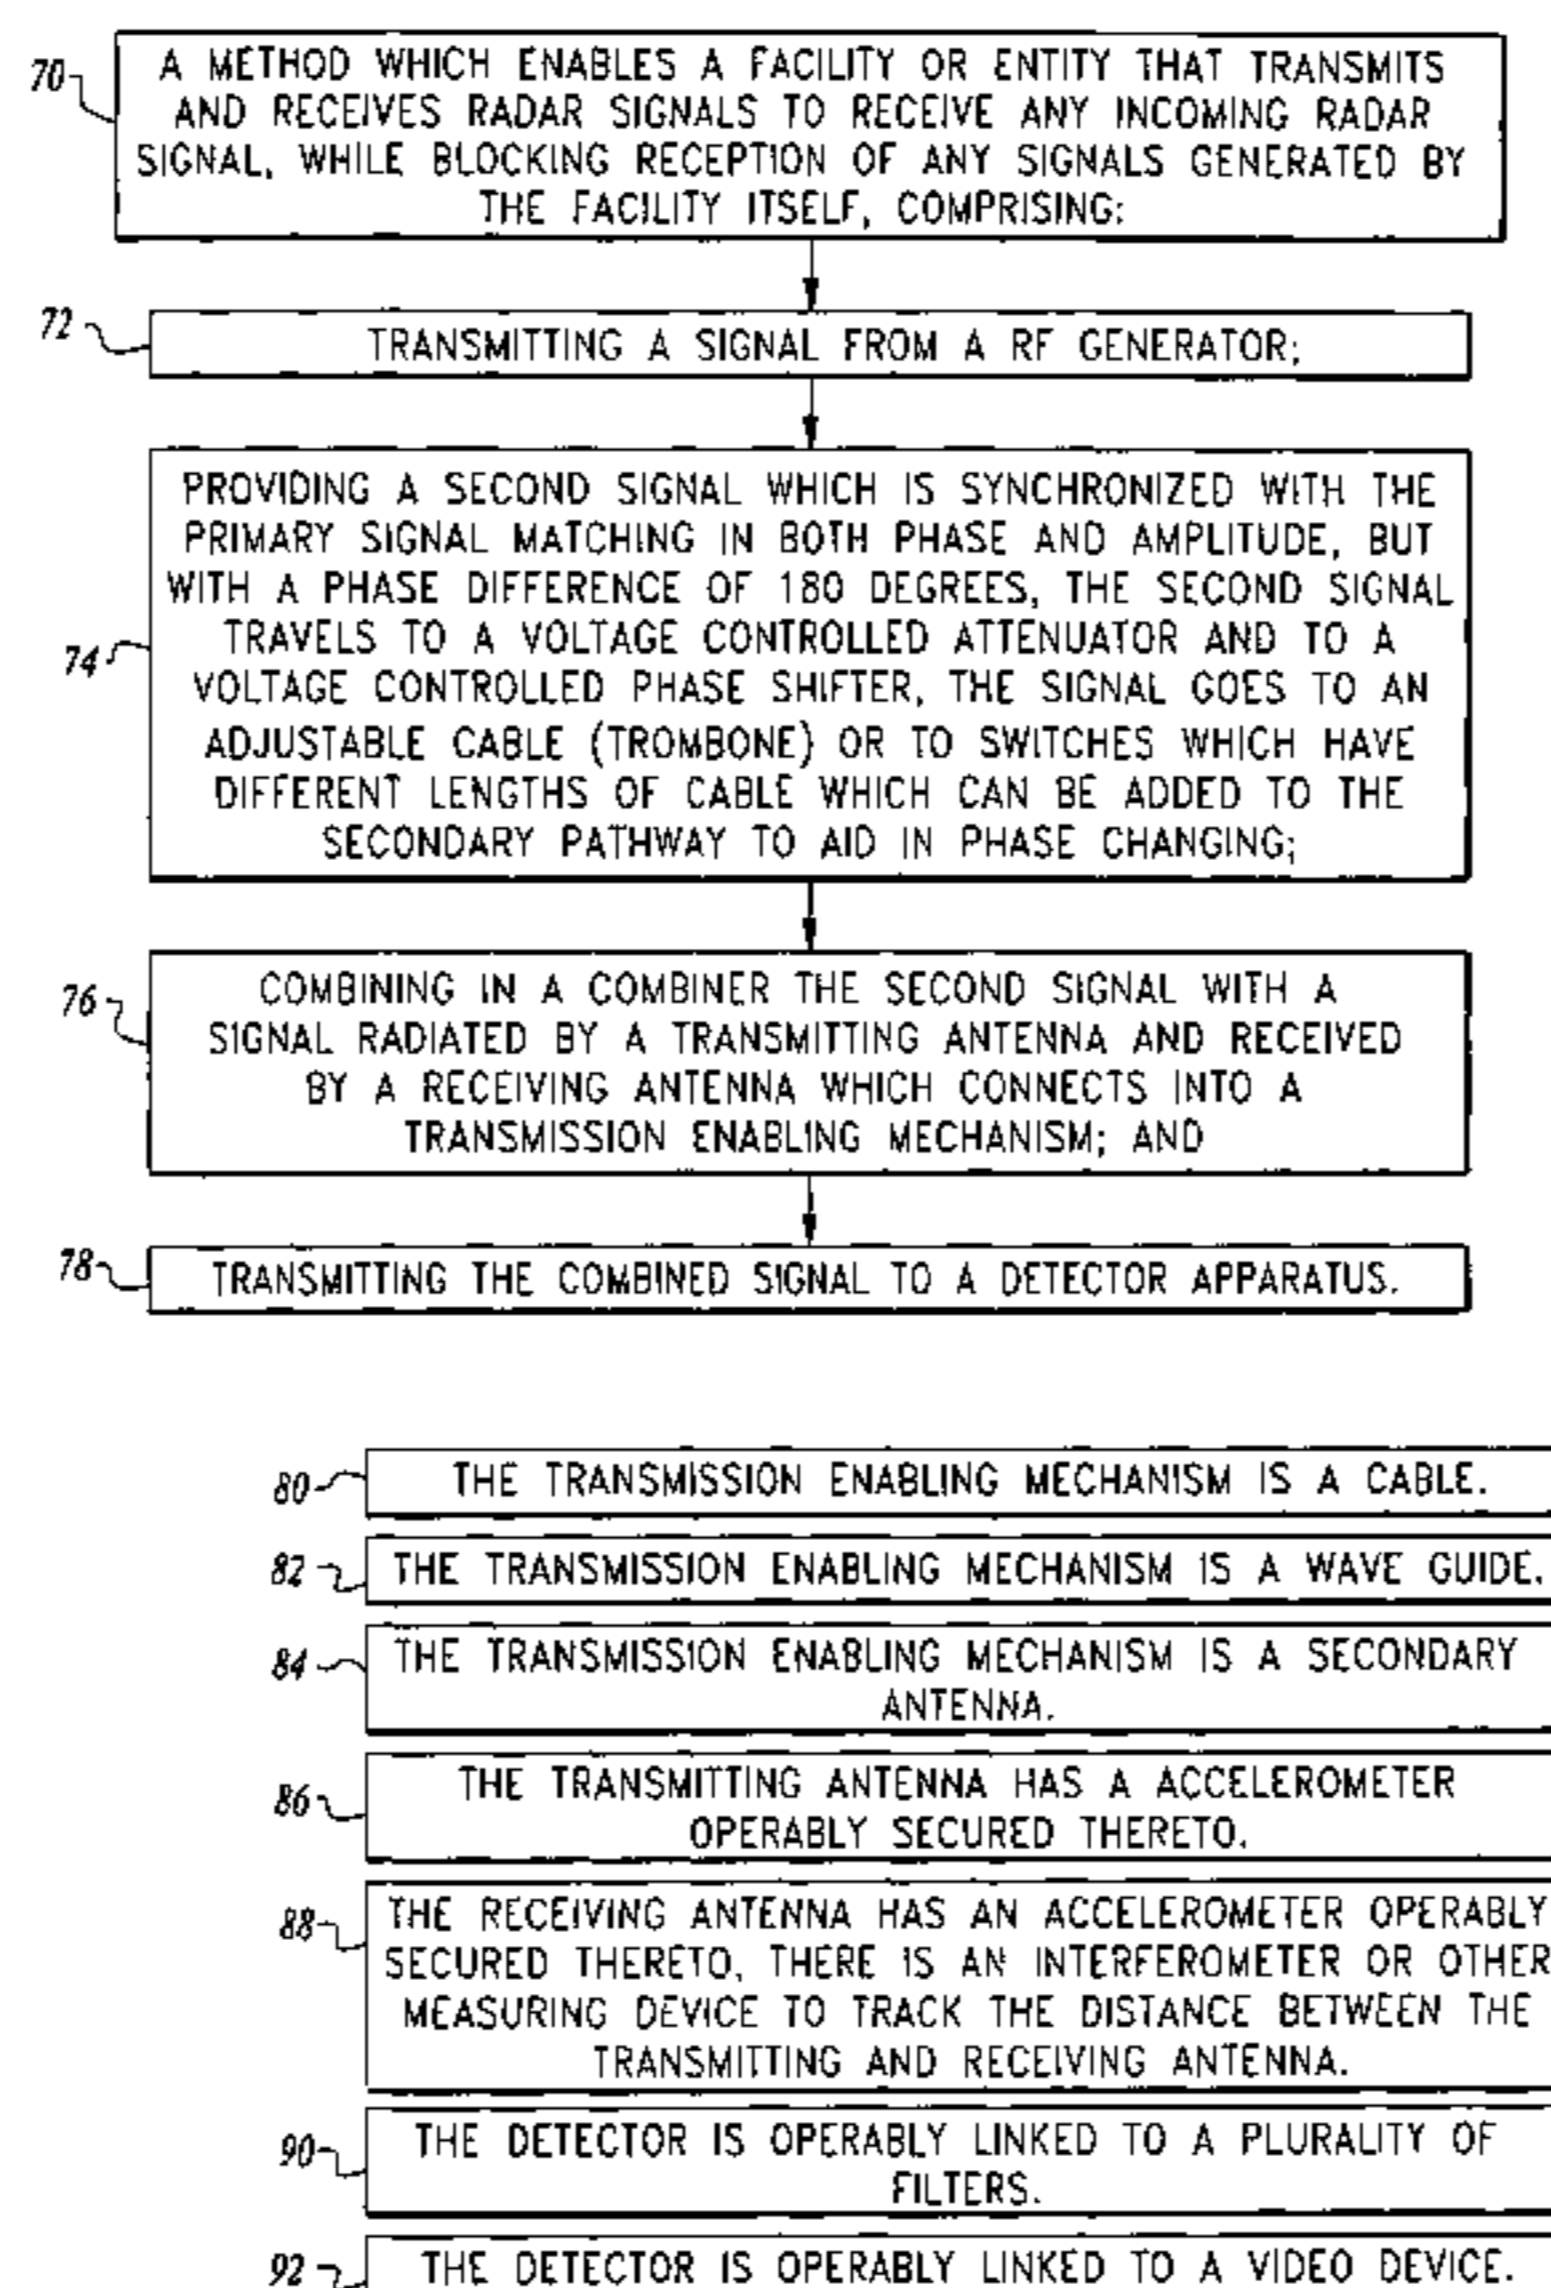 70
A METHOD WHICH ENABLES A FACILITY OR ENTITY THAT TRANSMITS
AND RECEIVES RADAR SIGNALS TO RECEIVE ANY INCOMING RADAR
SIGNAL, WHILE BLOCKING RECEPTION OF ANY SIGNALS GENERATED BY
THE FACILITY ITSELF, COMPRISING:
72
TRANSMITTING A SIGNAL FROM A RF GENERATOR;
74
PROVIDING A SECOND SIGNAL WHICH IS SYNCHRONIZED WITH THE
PRIMARY SIGNAL MATCHING IN BOTH PHASE AND AMPLITUDE, BUT
WITH A PHASE DIFFERENCE OF 180 DEGREES, THE SECOND SIGNAL
TRAVELS TO A VOLTAGE CONTROLLED ATTENUATOR AND TO A
VOLTAGE CONTROLLED PHASE SHIFTER, THE SIGNAL GOES TO AN
ADJUSTABLE CABLE (TROMBONE) OR TO SWITCHES WHICH HAVE
DIFFERENT LENGTHS OF CABLE WHICH CAN BE ADDED TO THE
SECONDARY PATHWAY TO AID IN PHASE CHANGING;
76
COMBINING IN A COMBINER THE SECOND SIGNAL WITH A
SIGNAL RADIATED BY A TRANSMITTING ANTENNA AND RECEIVED
BY A RECEIVING ANTENNA WHICH CONNECTS INTO A
TRANSMISSION ENABLING MECHANISM; AND
78
TRANSMITTING THE COMBINED SIGNAL TO A DETECTOR APPARATUS.
80
THE TRANSMISSION ENABLING MECHANISM IS A CABLE.
82
THE TRANSMISSION ENABLING MECHANISM IS A WAVE GUIDE.
84
THE TRANSMISSION ENABLING MECHANISM IS A SECONDARY
ANTENNA.
86
THE TRANSMITTING ANTENNA HAS A ACCELEROMETER
OPERABLY SECURED THERETO.
88
THE RECEIVING ANTENNA HAS AN ACCELEROMETER OPERABLY
SECURED THERETO, THERE IS AN INTERFEROMETER OR OTHER
MEASURING DEVICE TO TRACK THE DISTANCE BETWEEN THE
TRANSMITTING AND RECEIVING ANTENNA.
90
THE DETECTOR IS OPERABLY LINKED TO A PLURALITY OF
FILTERS.
92
THE DETECTOR IS OPERABLY LINKED TO A VIDEO DEVICE.